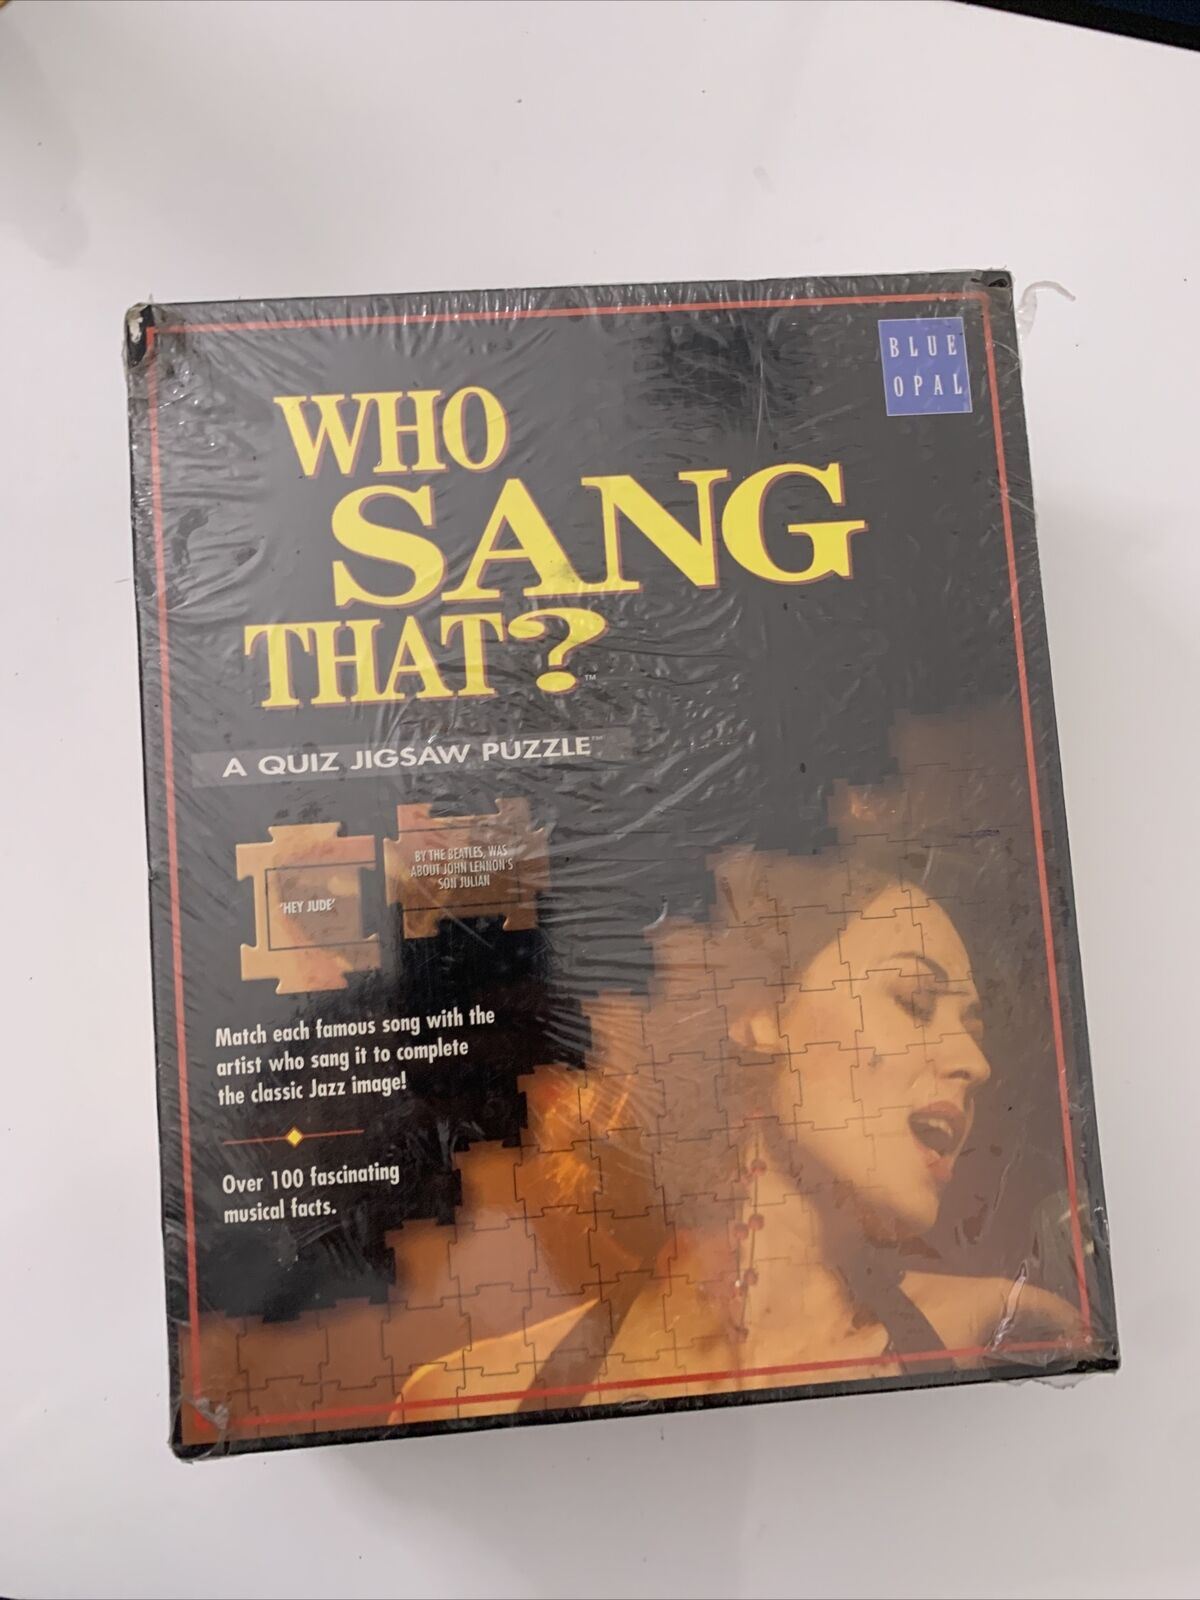 BLUE
OPAL
WHO
SANG
THAT?™
A QUIZ JIGSAW PUZZLE™
'HEY JUDE'
BY THE BEATLES, WAS
ABOUT JOHN LENNON'S
SON JULIAN
Match each famous song with the
artist who sang it to complete
the classic Jazz image!
Over 100 fascinating
musical facts.